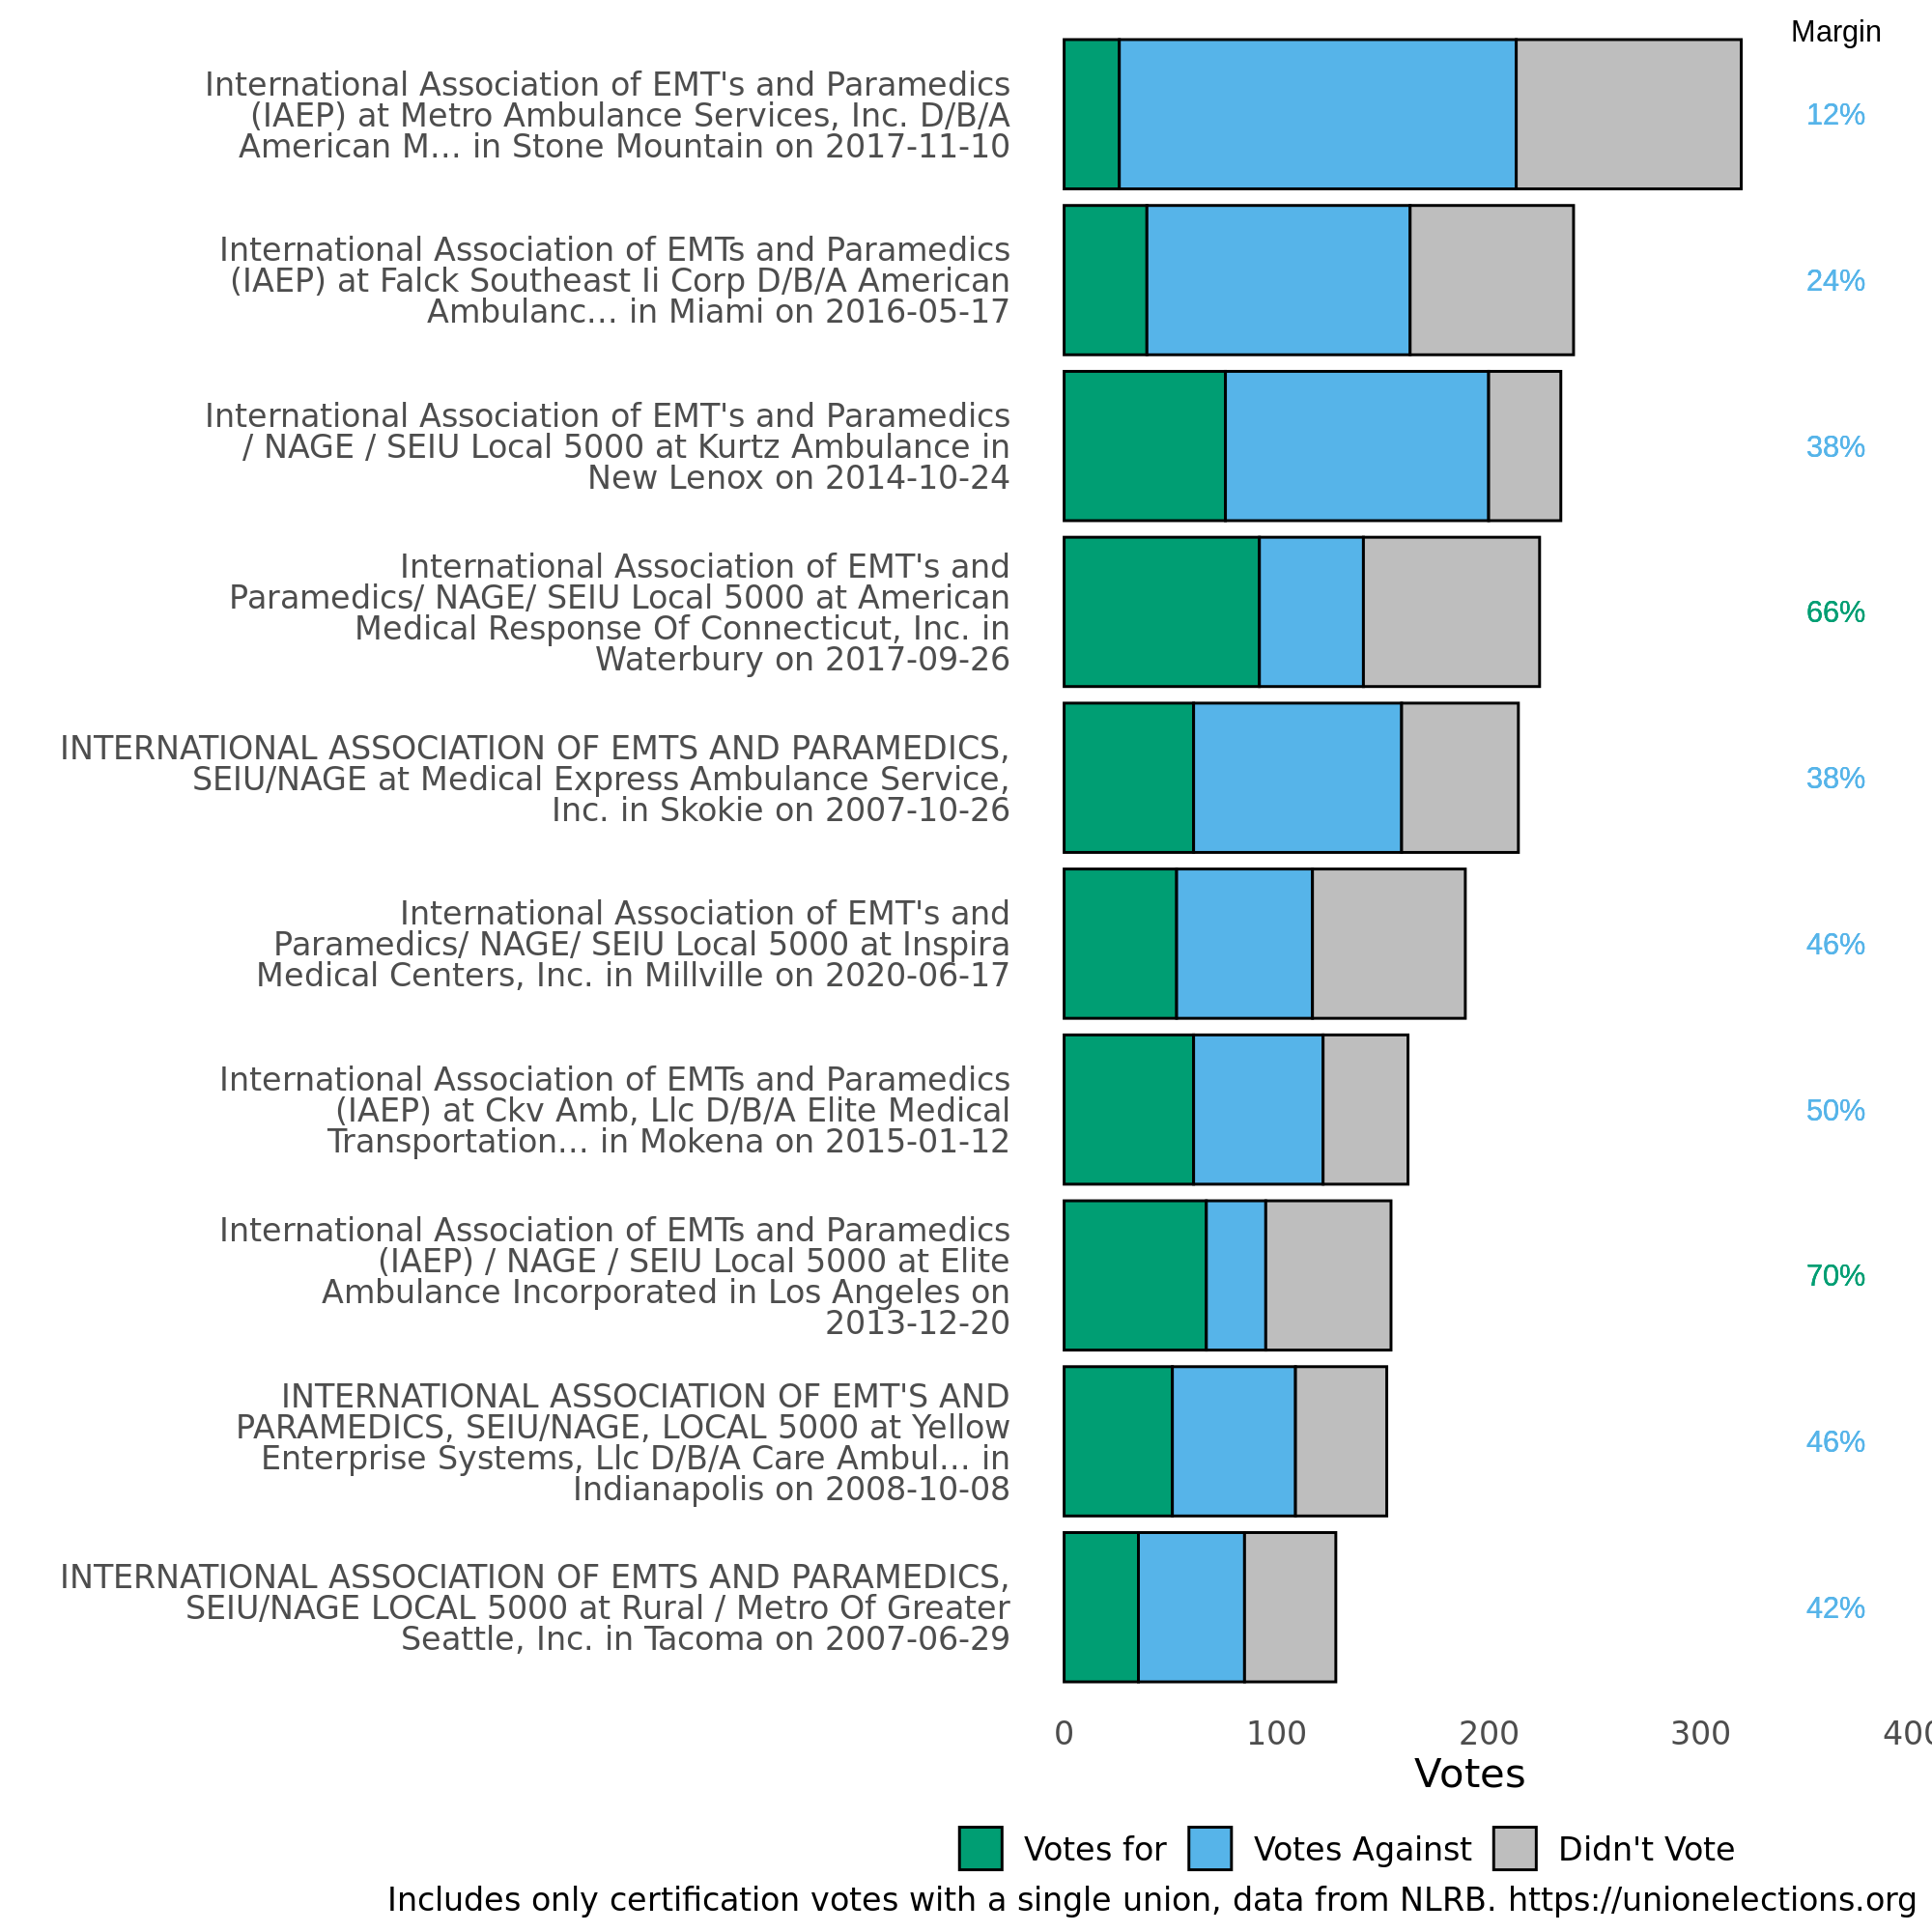 Margin
International Association of EMT's and Paramedics
(IAEP) at Metro Ambulance Services, Inc. D/B/A
American M... in Stone Mountain on 2017-11-10
12%
International Association of EMTs and Paramedics
(IAEP) at Falck Southeast Ii Corp D/B/A American
Ambulanc... in Miami on 2016-05-17
24%
International Association of EMT's and Paramedics
/ NAGE / SEIU Local 5000 at Kurtz Ambulance in
New Lenox on 2014-10-24
38%
International Association of EMT's and
Paramedics/ NAGE/ SEIU Local 5000 at American
Medical Response Of Connecticut, Inc. in
Waterbury on 2017-09-26
66%
INTERNATIONAL ASSOCIATION OF EMTS AND PARAMEDICS,
SEIU/NAGE at Medical Express Ambulance Service,
Inc. in Skokie on 2007-10-26
38%
International Association of EMT's and
Paramedics/ NAGE/ SEIU Local 5000 at Inspira
Medical Centers, Inc. in Millville on 2020-06-17
46%
International Association of EMTs and Paramedics
(IAEP) at Ckv Amb, Llc D/B/A Elite Medical
Transportation... in Mokena on 2015-01-12
50%
International Association of EMTs and Paramedics
(IAEP) / NAGE / SEIU Local 5000 at Elite
Ambulance Incorporated in Los Angeles on
2013-12-20
70%
INTERNATIONAL ASSOCIATION OF EMT'S AND
PARAMEDICS, SEIU/NAGE, LOCAL 5000 at Yellow
Enterprise Systems, Llc D/B/A Care Ambul... in
Indianapolis on 2008-10-08
46%
INTERNATIONAL ASSOCIATION OF EMTS AND PARAMEDICS,
SEIU/NAGE LOCAL 5000 at Rural / Metro Of Greater
Seattle, Inc. in Tacoma on 2007-06-29
42%
0 100 200 300 400
Votes
Votes for Votes Against Didn't Vote
Includes only certification votes with a single union, data from NLRB. https://unionelections.org